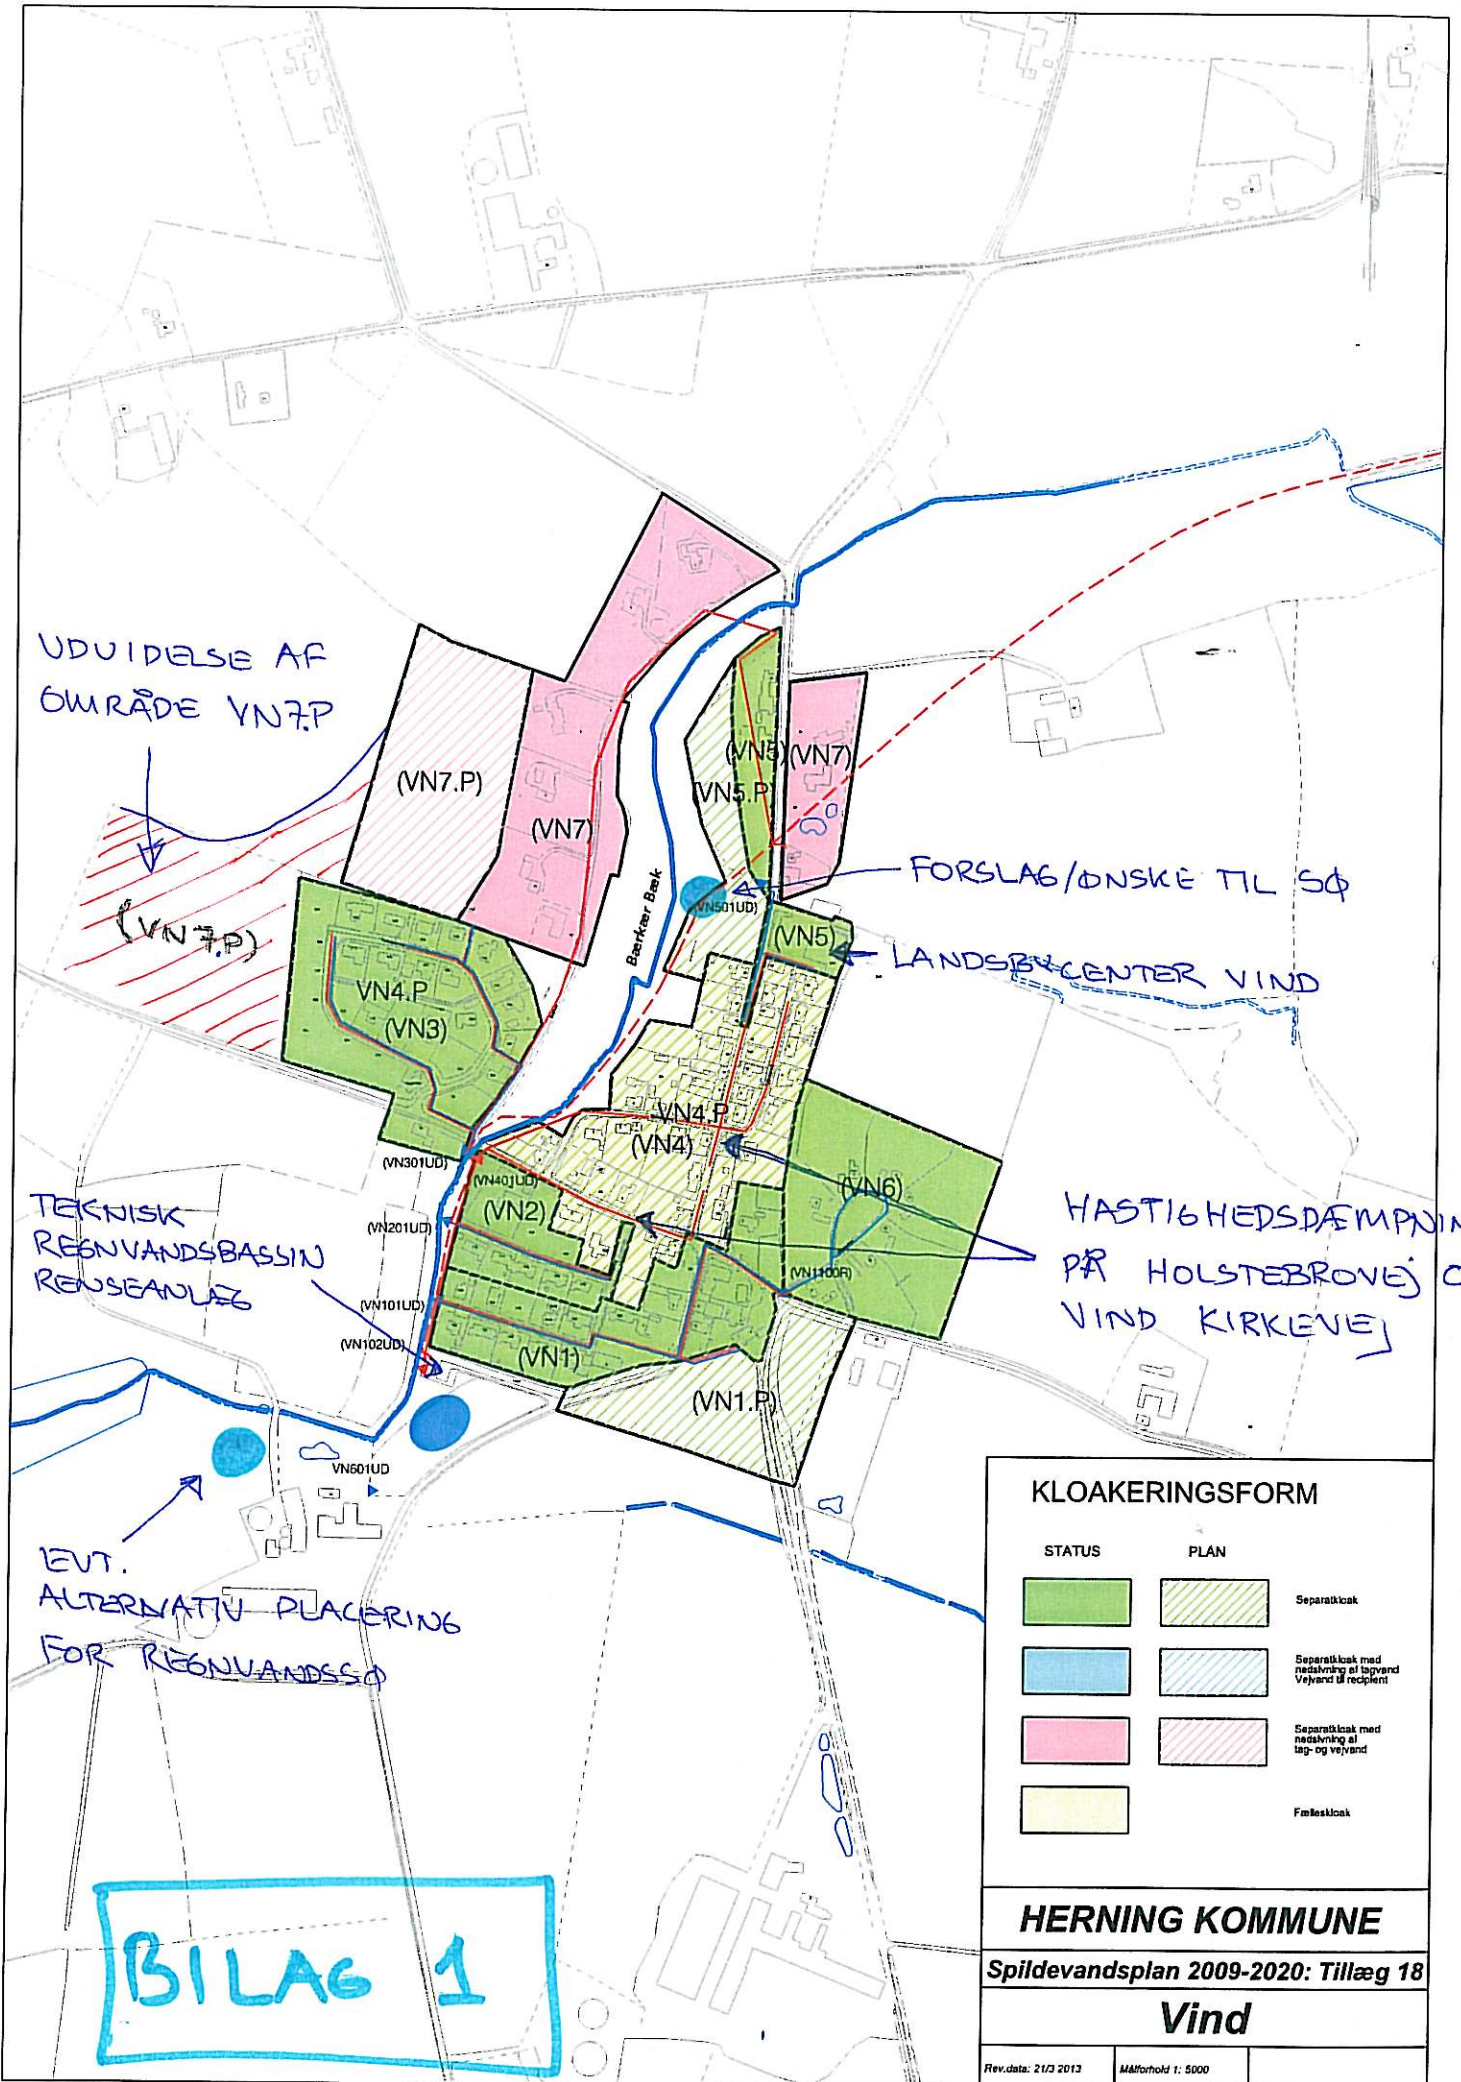 UDVIDELSE AF
OMRÅDE VN7.P
(VN7.P)
(VN7)
(VN5)
(VN7)
(VN5.P)
Bærkær Bæk
FORSLAG/ØNSKE TIL SØ
(VN501UD)
(VN5)
LANDSBYCENTER VIND
(VN7.P)
VN4.P
(VN3)
VN4.P
(VN4)
(VN301UD)
(VN401UD)
(VN2)
(VN6)
TEKNISK
REGNVANDSBASSIN
RENSEANLÆG
(VN201UD)
HASTIGHEDSDÆMPNIN
PÅ HOLSTEBROVEJ O
VIND KIRKEVEJ
(VN1100R)
(VN101UD)
(VN102UD)
(VN1)
(VN1.P)
VN601UD
EVT.
ALTERNATIV PLACERING
FOR REGNVANDSSØ
KLOAKERINGSFORM
STATUS PLAN
Separatkloak
Separatkloak med
nedsivning af tagvand
Vejvand til recipient
Separatkloak med
nedsivning af
tag- og vejvand
Fælleskloak
BILAG 1
HERNING KOMMUNE
Spildevandsplan 2009-2020: Tillæg 18
Vind
Rev.data: 21/3 2013
Målforhold 1: 5000